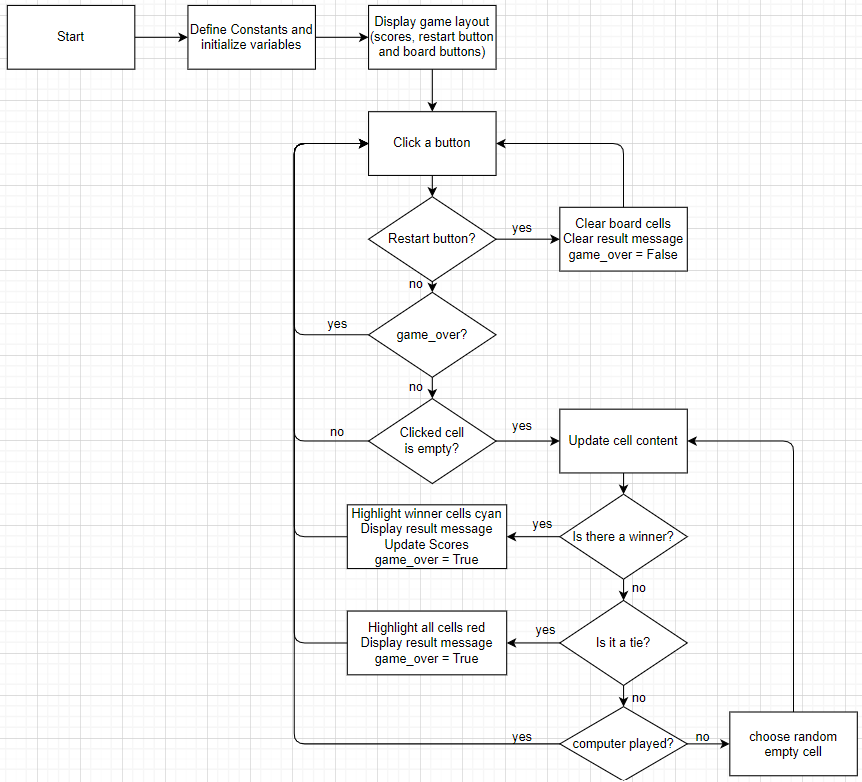 Start
Define Constants and
initialize variables
Display game layout
(scores, restart button
and board buttons)
Click a button
Restart button?
yes
Clear board cells
Clear result message
game_over = False
no
yes
game_over?
no
no
Clicked cell
is empty?
yes
Update cell content
Highlight winner cells cyan
Display result message
Update Scores
game_over = True
yes
Is there a winner?
no
Highlight all cells red
Display result message
game_over = True
yes
Is it a tie?
no
yes
computer played?
no
choose random
empty cell